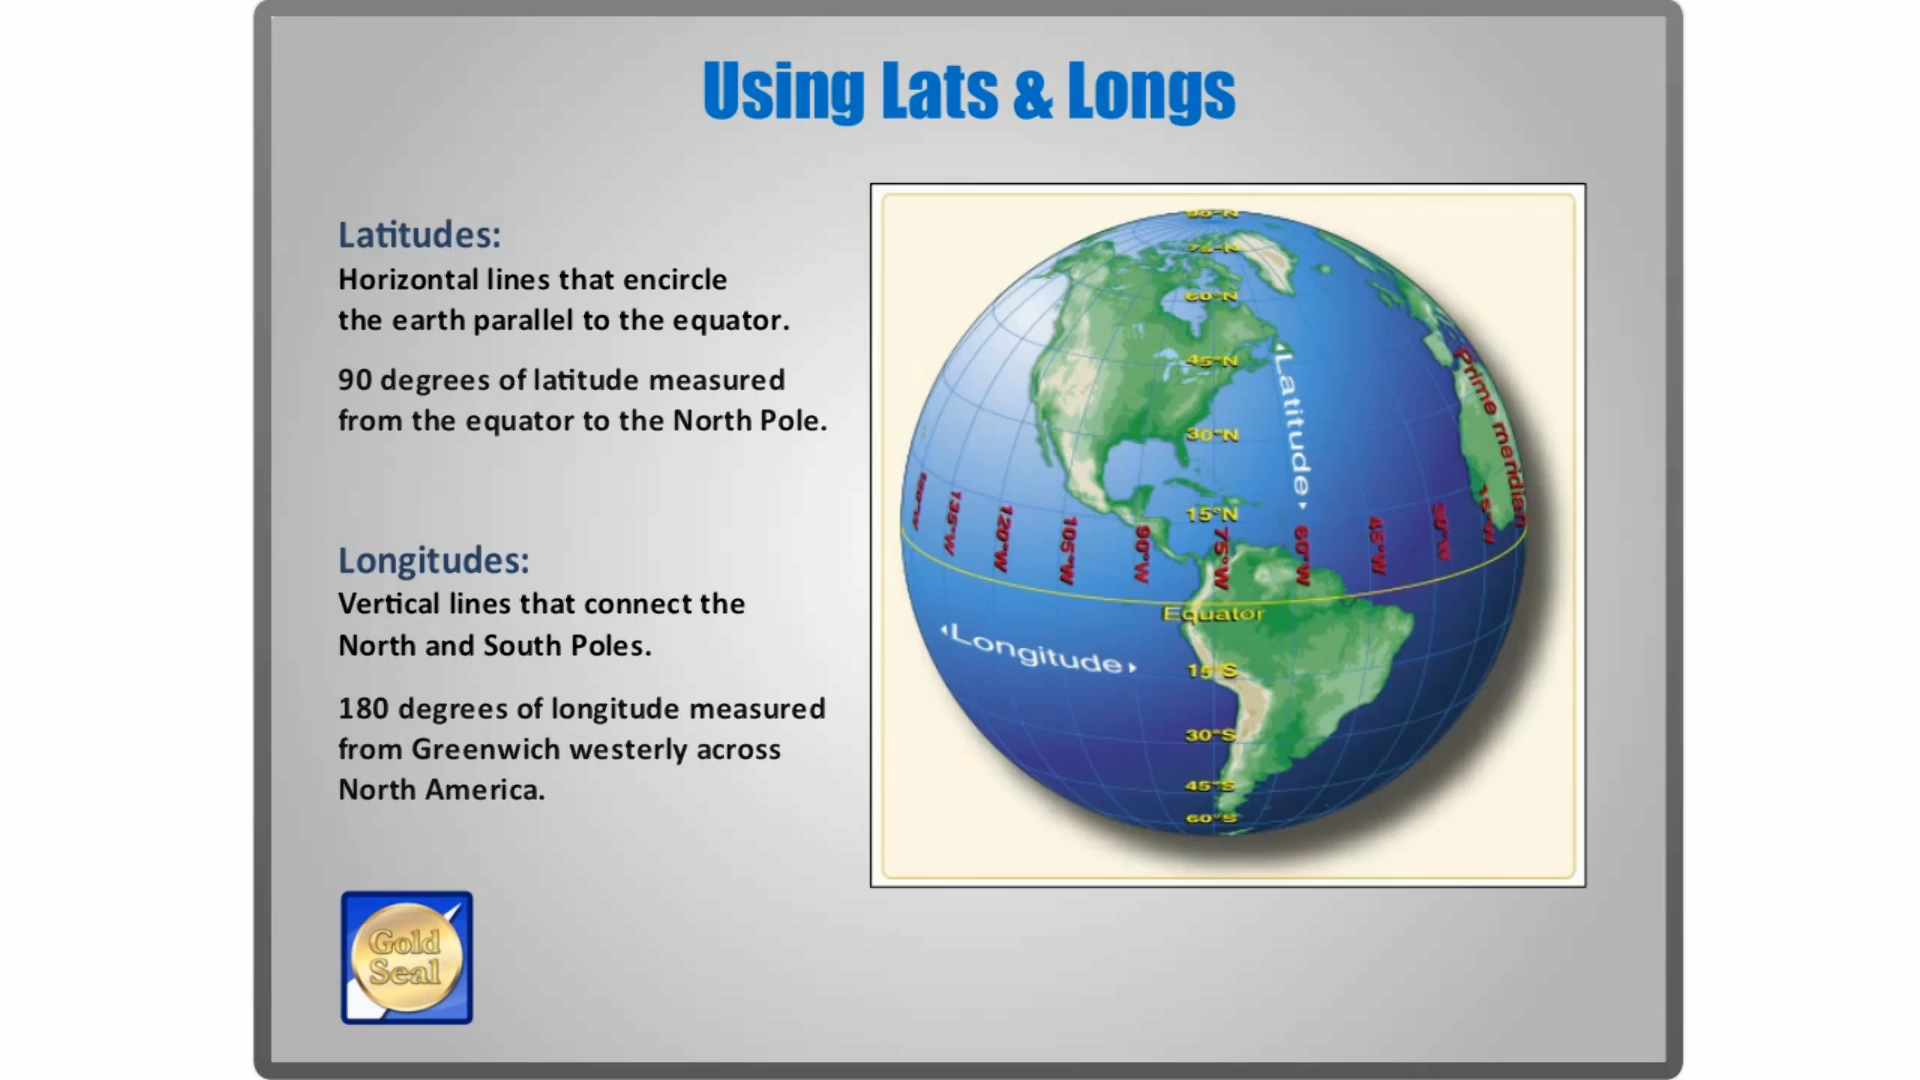 Using Lats & Longs
Latitudes:
Horizontal lines that encircle
the earth parallel to the equator.
90 degrees of latitude measured
from the equator to the North Pole.
Longitudes:
Vertical lines that connect the
North and South Poles.
180 degrees of longitude measured
from Greenwich westerly across
North America.
90°N
75°N
60°N
45°N
30°N
15°N
Latitude
Prime meridian
150°W
135°W
120°W
105°W
90°W
75°W
60°W
45°W
30°W
15°W
Equator
Longitude
15°S
30°S
45°S
60°S
Gold
Seal